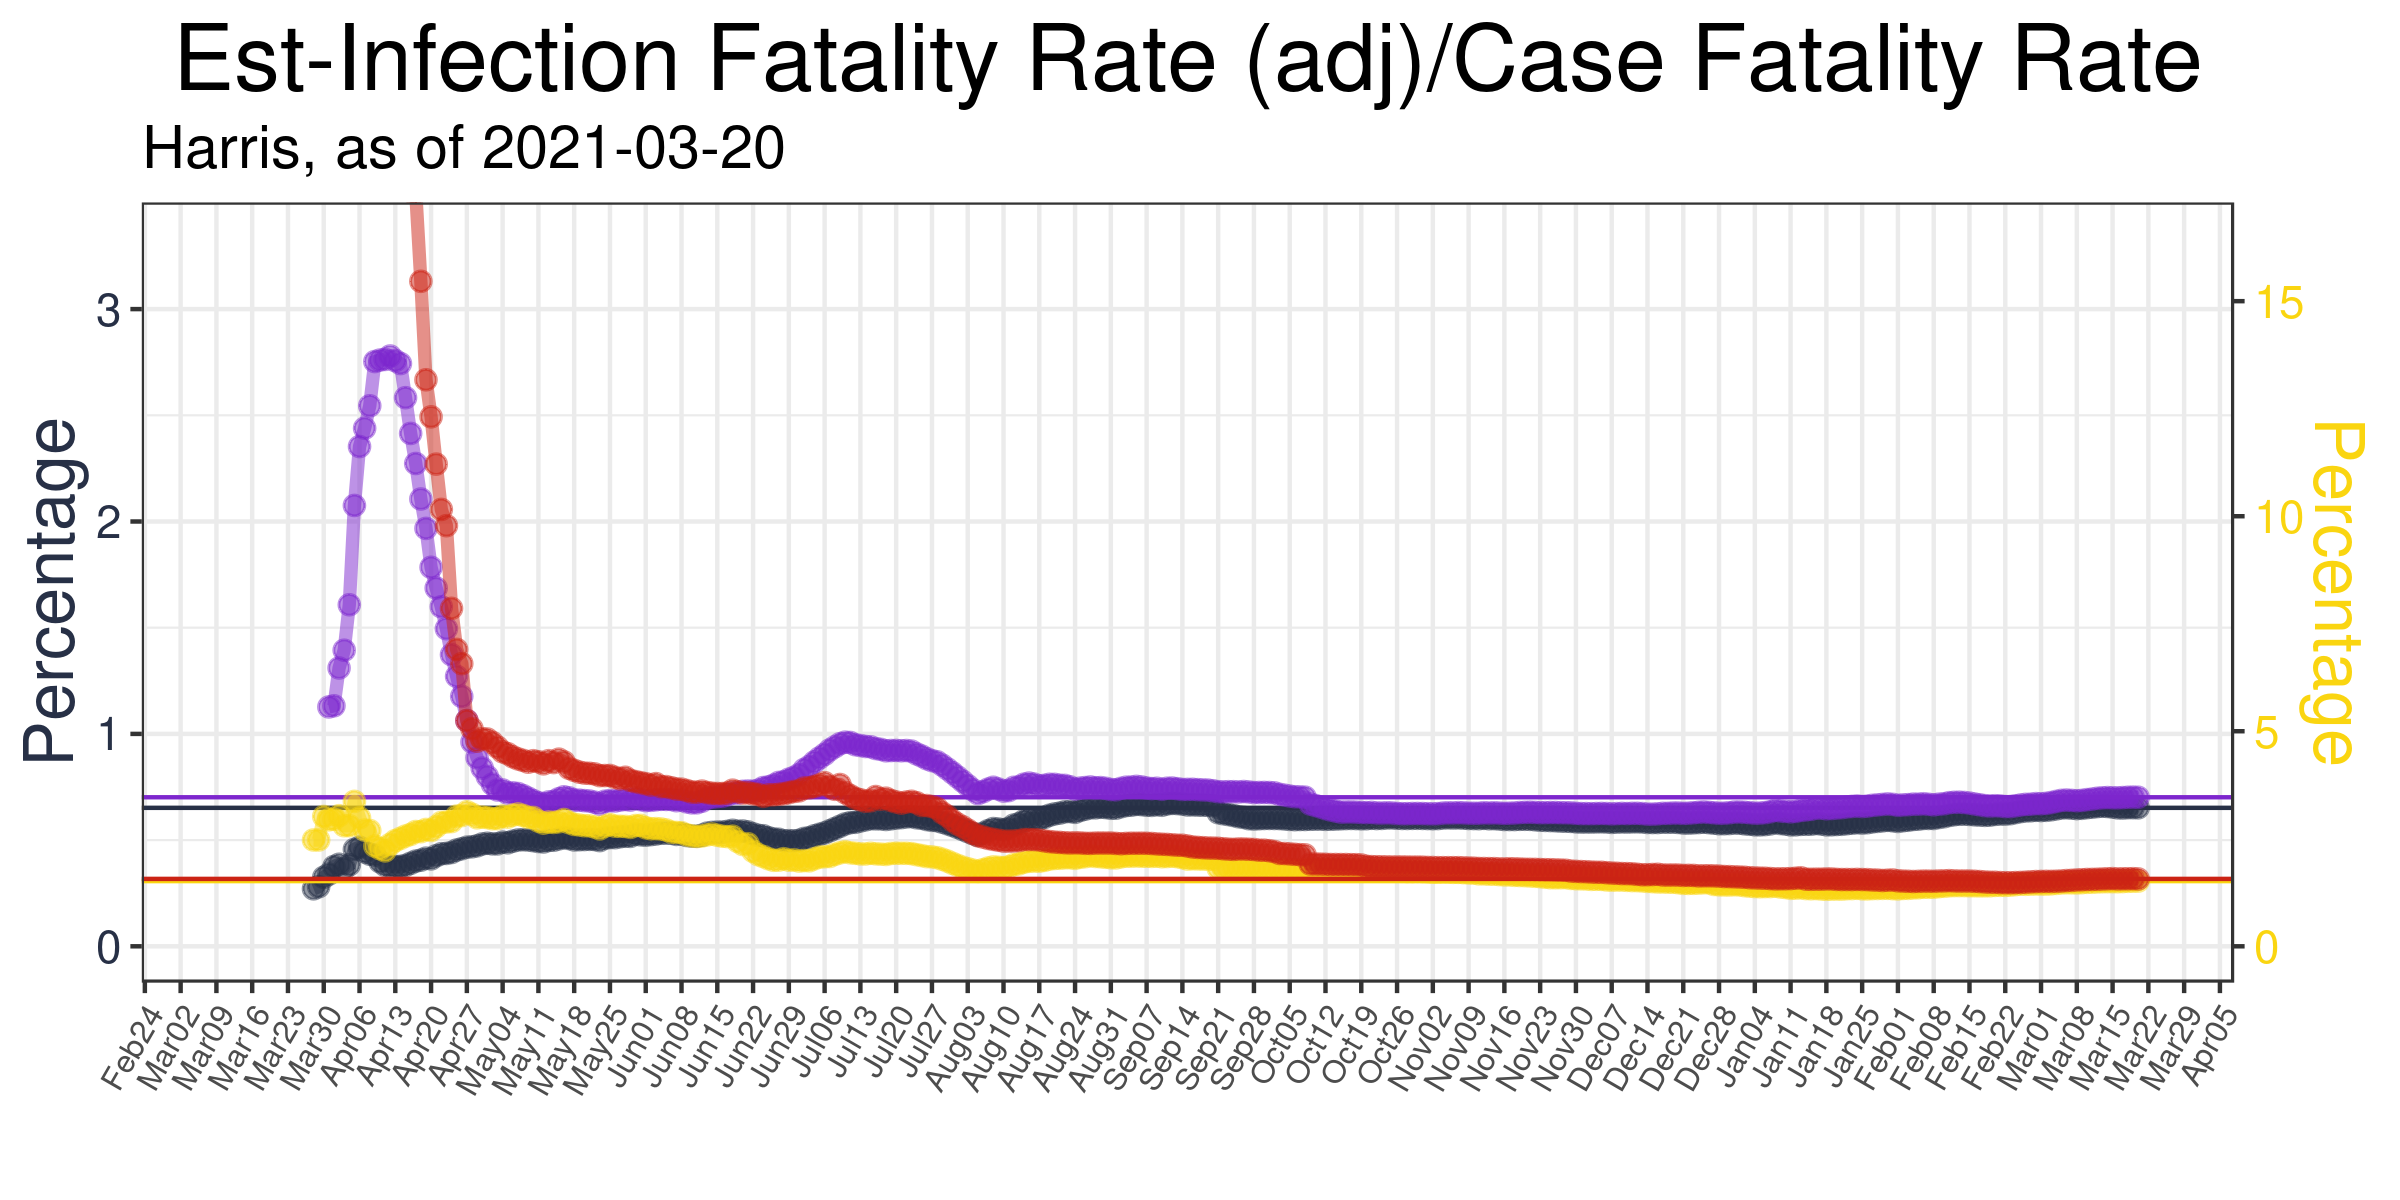 Est-Infection Fatality Rate (adj)/Case Fatality Rate
Harris, as of 2021-03-20
Percentage
3
2
1
0
15
10
5
0
Percentage
Feb24
Mar02
Mar09
Mar16
Mar23
Mar30
Apr06
Apr13
Apr20
Apr27
May04
May11
May18
May25
Jun01
Jun08
Jun15
Jun22
Jun29
Jul06
Jul13
Jul20
Jul27
Aug03
Aug10
Aug17
Aug24
Aug31
Sep07
Sep14
Sep21
Sep28
Oct05
Oct12
Oct19
Oct26
Nov02
Nov09
Nov16
Nov23
Nov30
Dec07
Dec14
Dec21
Dec28
Jan04
Jan11
Jan18
Jan25
Feb01
Feb08
Feb15
Feb22
Mar01
Mar08
Mar15
Mar22
Mar29
Apr05